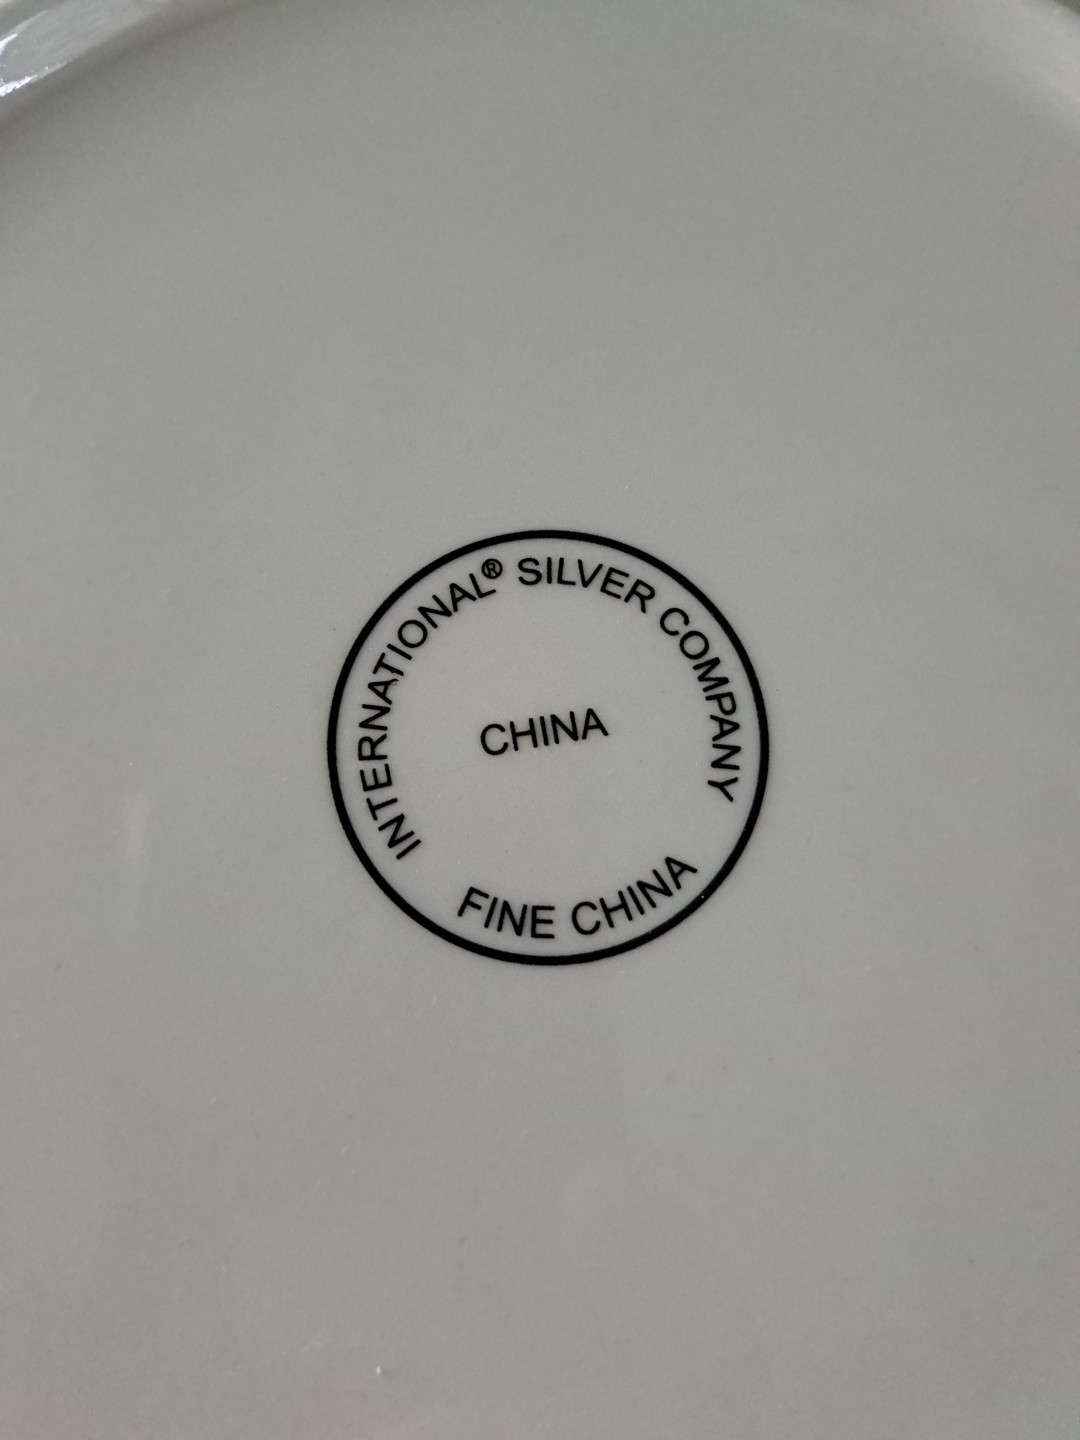 INTERNATIONAL® SILVER COMPANY
CHINA
FINE CHINA